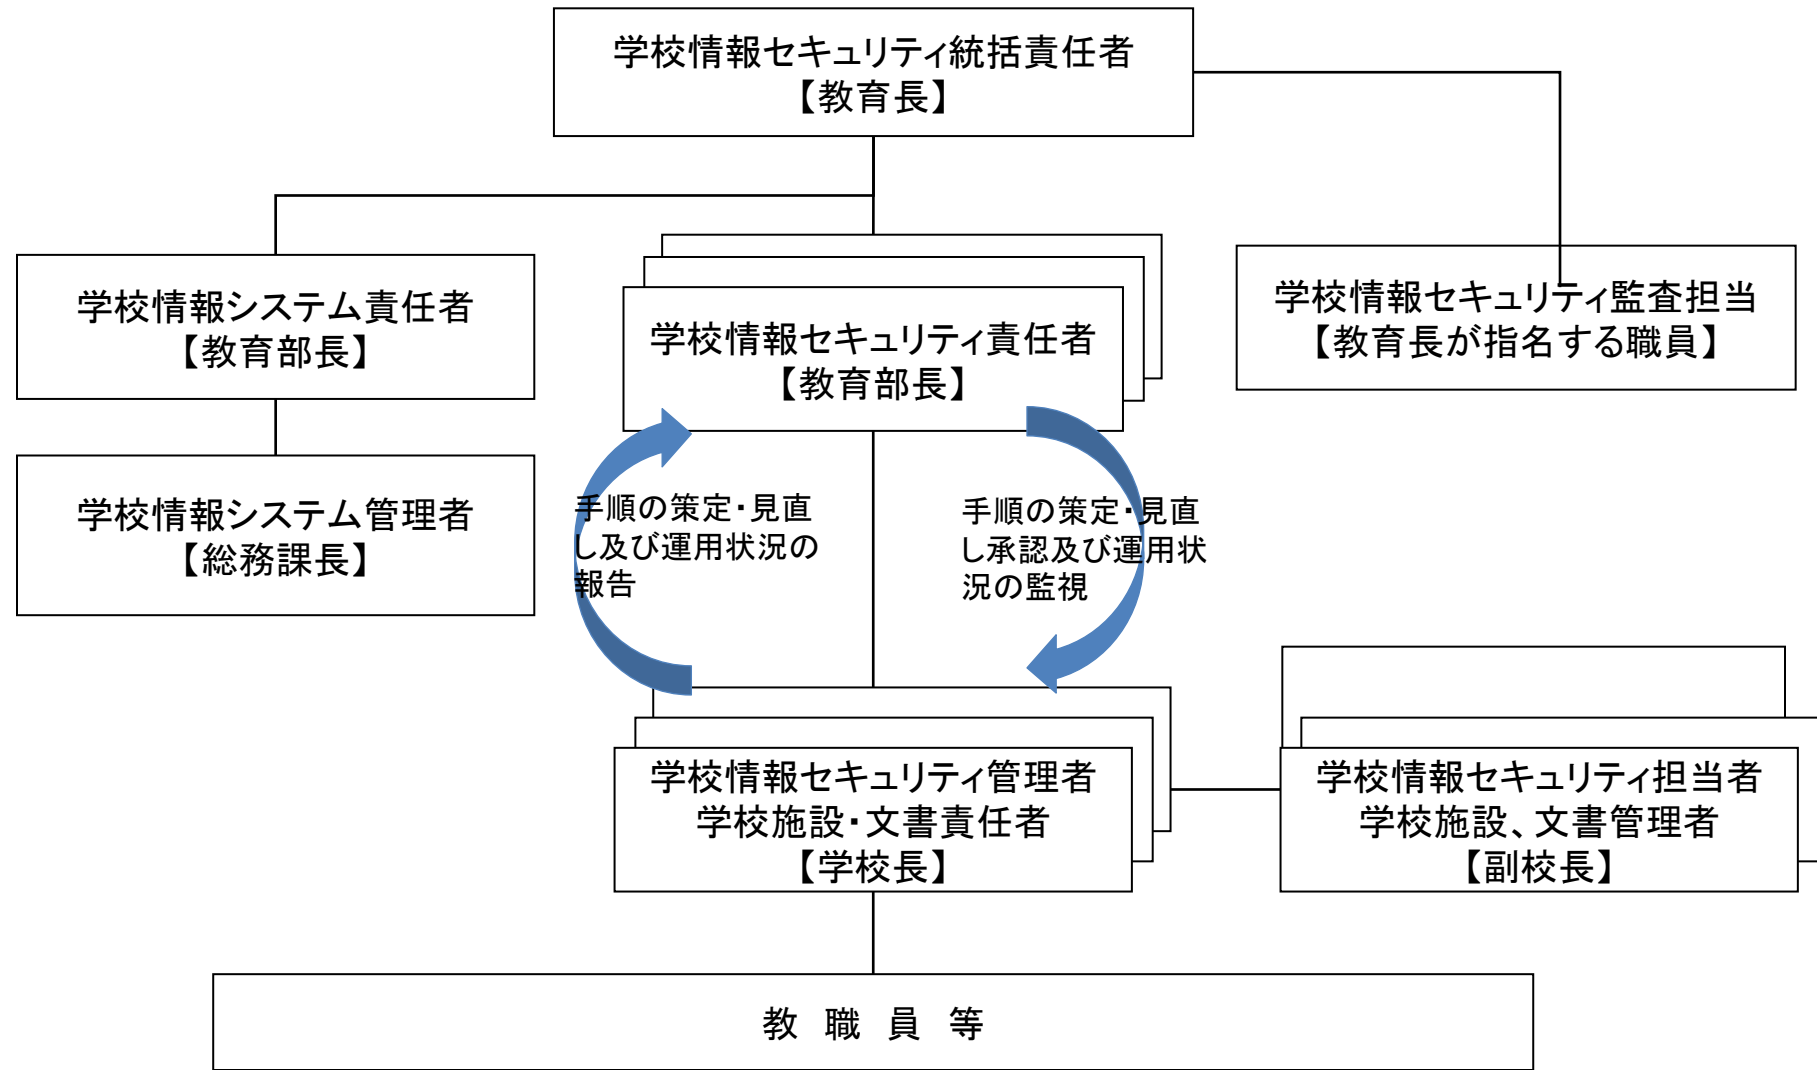 学校情報セキュリティ統括責任者
【教育長】
学校情報システム責任者
【教育部長】
学校情報セキュリティ責任者
【教育部長】
学校情報セキュリティ監査担当
【教育長が指名する職員】
学校情報システム管理者
【総務課長】
手順の策定・見直
し及び運用状況の
報告
手順の策定・見直
し承認及び運用状
況の監視
学校情報セキュリティ管理者
学校施設・文書責任者
【学校長】
学校情報セキュリティ担当者
学校施設、文書管理者
【副校長】
教　職　員　等